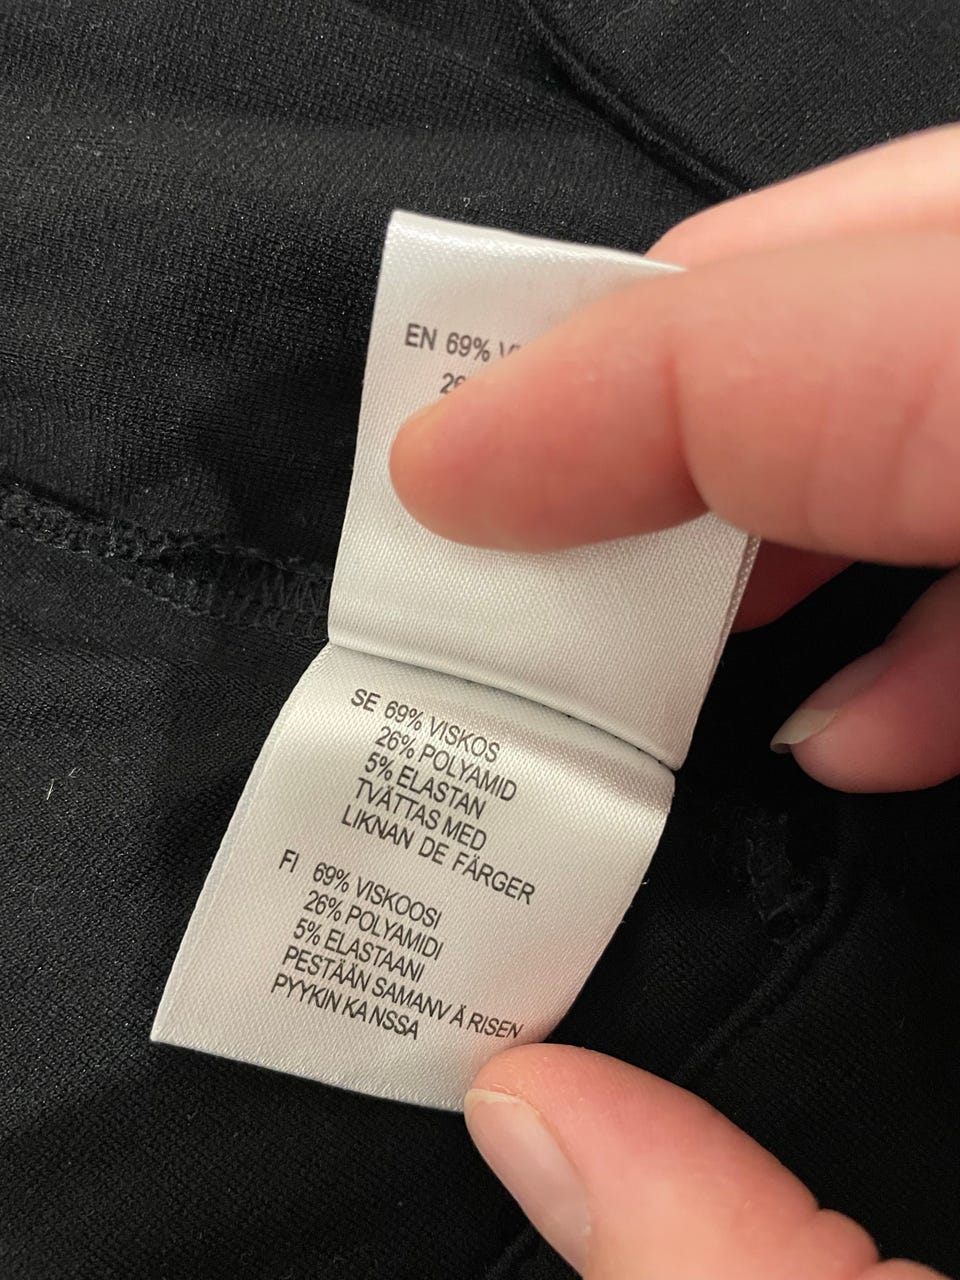 EN 69%
SE 69% VISKOS
26% POLYAMID
5% ELASTAN
TVÄTTAS MED
LIKNAN DE FÄRGER
FI 69% VISKOOSI
26% POLYAMIDI
5% ELASTAANI
PESTÄÄN SAMANV Ä RISEN
PYYKIN KA NSSA